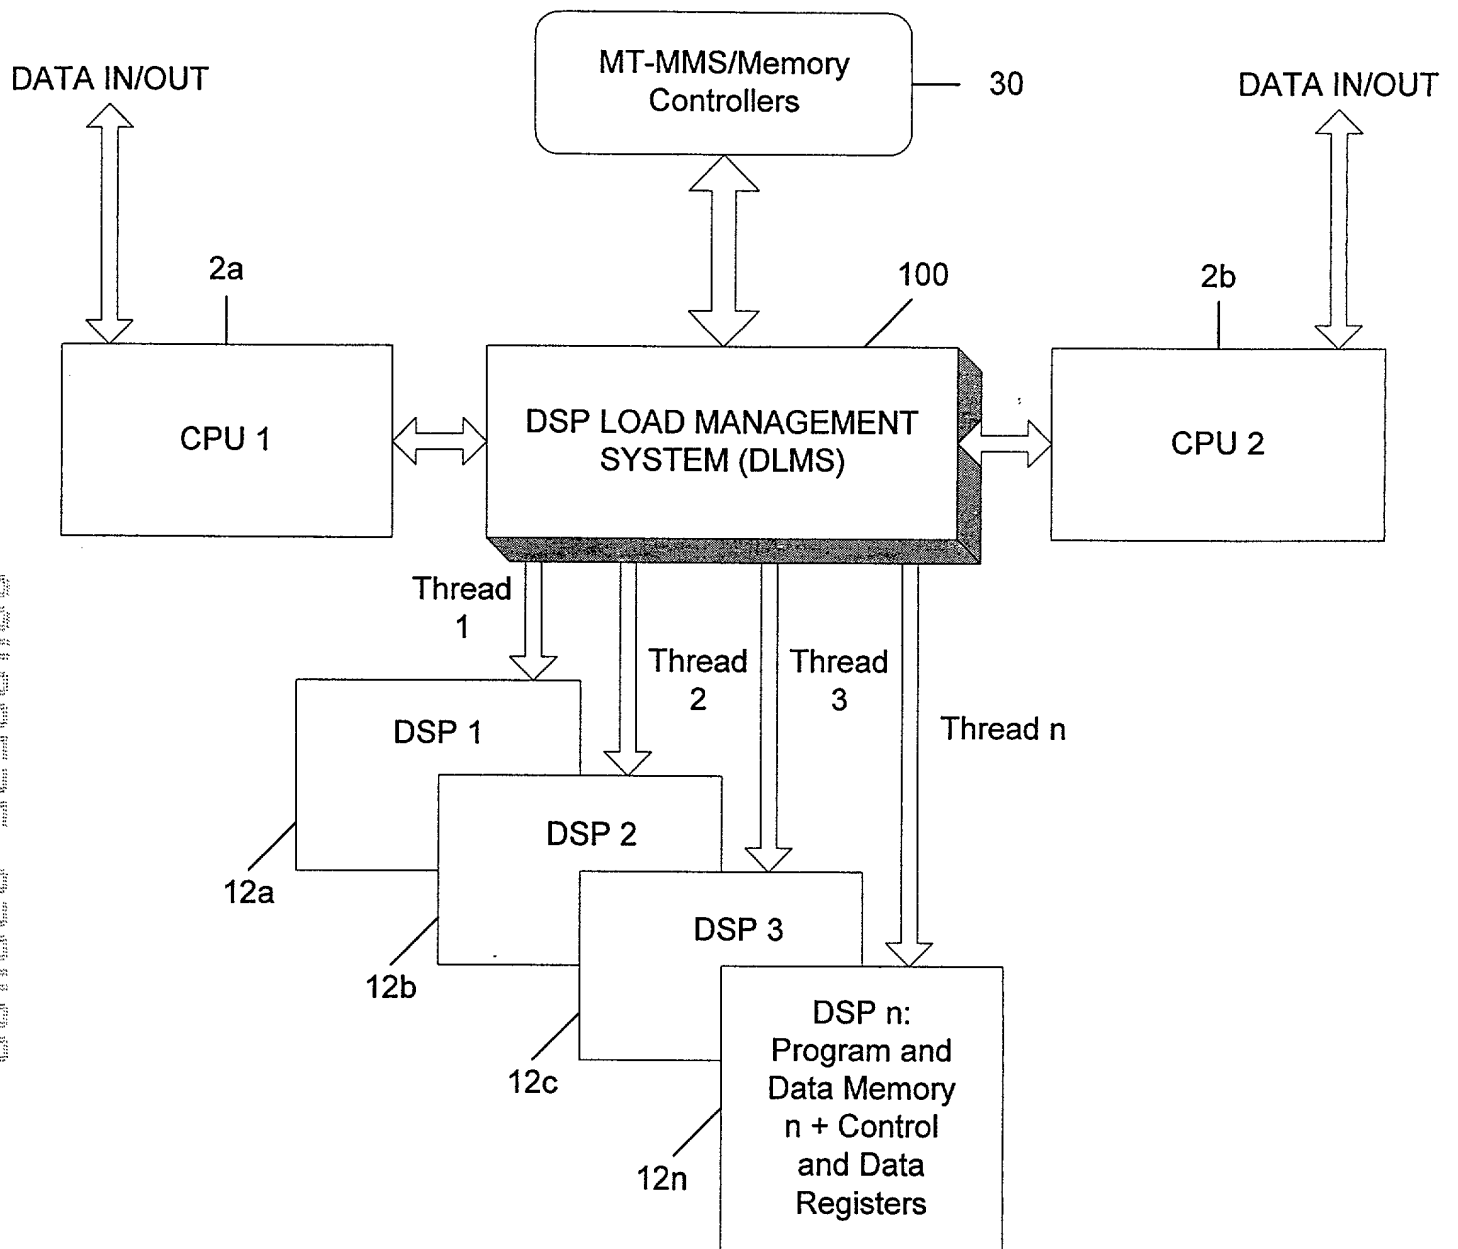 MT-MMS/Memory
Controllers
30
DATA IN/OUT
DATA IN/OUT
2a
100
2b
CPU 1
DSP LOAD MANAGEMENT
SYSTEM (DLMS)
CPU 2
Thread
1
Thread
2
Thread
3
Thread n
DSP 1
DSP 2
DSP 3
12a
12b
12c
12n
DSP n:
Program and
Data Memory
n + Control
and Data
Registers